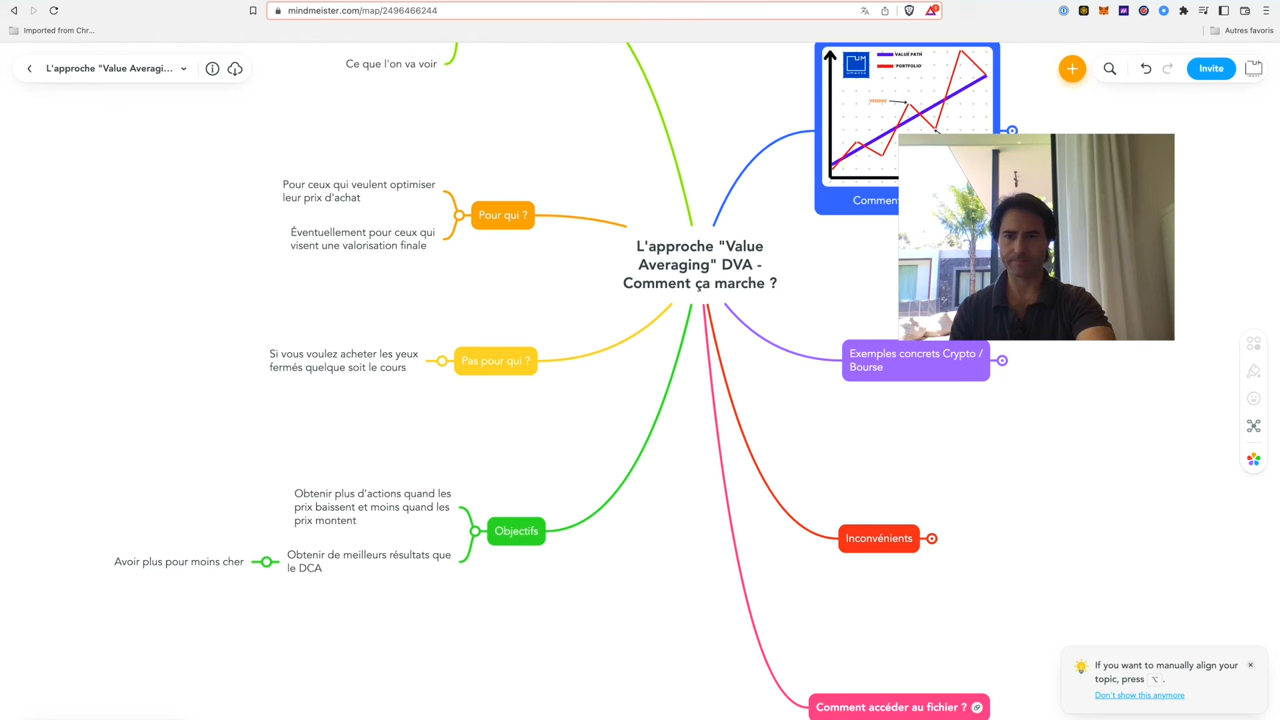 mindmeister.com/map/2496466244
Imported from Chr...
Autres favoris
L'approche "Value Averagi...
Invite
Ce que l'on va voir
VALUE PATH
PORTFOLIO
VENDRE
Comment
Pour ceux qui veulent optimiser
leur prix d'achat
Pour qui ?
Éventuellement pour ceux qui
visent une valorisation finale
L'approche "Value
Averaging" DVA -
Comment ça marche ?
Si vous voulez acheter les yeux
fermés quelque soit le cours
Pas pour qui ?
Exemples concrets Crypto /
Bourse
Obtenir plus d'actions quand les
prix baissent et moins quand les
prix montent
Objectifs
Avoir plus pour moins cher
Obtenir de meilleurs résultats que
le DCA
Inconvénients
Comment accéder au fichier ?
If you want to manually align your
topic, press ⌥ .
Don't show this anymore